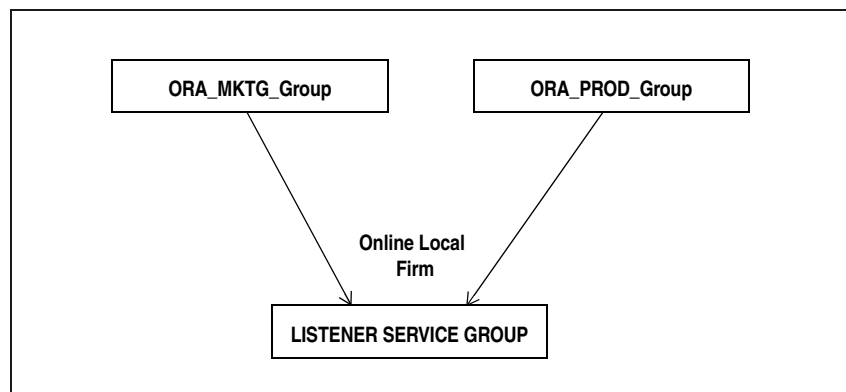 ORA_MKTG_Group
ORA_PROD_Group
Online Local
Firm
LISTENER SERVICE GROUP